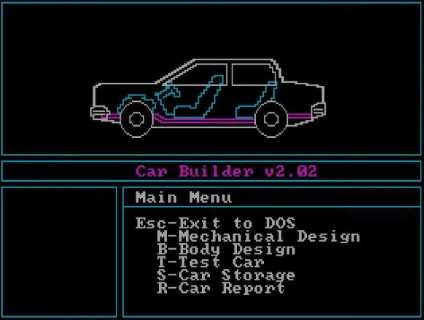 Car Builder v2.02
Main Menu
Esc-Exit to DOS
M-Mechanical Design
B-Body Design
T-Test Car
S-Car Storage
R-Car Report